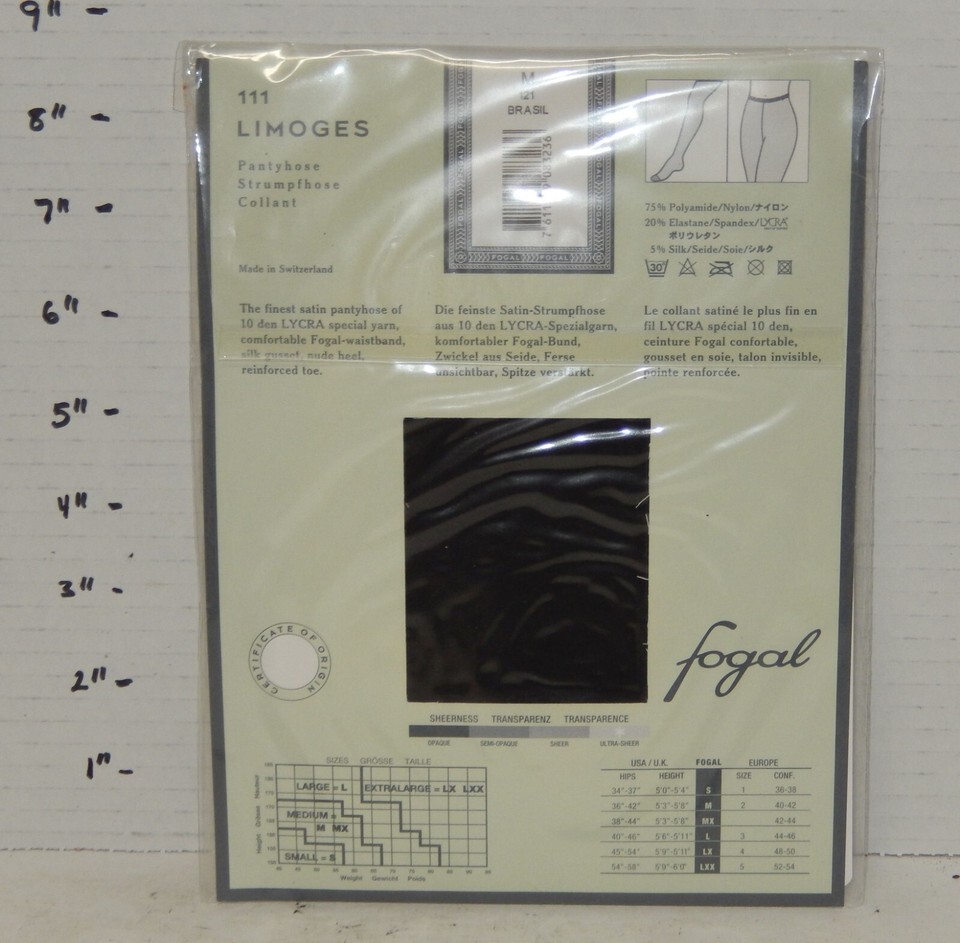 9" -
8" -
7" -
6" -
5" -
4" -
3" -
2" -
1" -
111
LIMOGES
Pantyhose
Strumpfhose
Collant
Made in Switzerland
M
121
BRASIL
FOGAL FOGAL
75% Polyamide/Nylon/ナイロン
20% Elastane/Spandex/LYCRA
ポリウレタン
5% Silk/Seide/Soie/シルク
30°
The finest satin pantyhose of
10 den LYCRA special yarn,
comfortable Fogal-waistband,
silk gusset, nude heel,
reinforced toe.
Die feinste Satin-Strumpfhose
aus 10 den LYCRA-Spezialgarn,
komfortabler Fogal-Bund,
Zwickel aus Seide, Ferse
unsichtbar, Spitze verstärkt.
Le collant satiné le plus fin en
fil LYCRA spécial 10 den,
ceinture Fogal confortable,
gousset en soie, talon invisible,
pointe renforcée.
CERTIFICATE OF ORIGIN
fogal
SHEERNESS TRANSPARENZ TRANSPARENCE
OPAQUE SEMI-OPAQUE SHEER ULTRA-SHEER
SIZES GRÖSSE TAILLE
LARGE = L EXTRALARGE = LX LXX
MEDIUM =
M MX
SMALL = S
Height Grösse Hauteur
Weight Gewicht Poids
USA / U.K. FOGAL EUROPE
HIPS HEIGHT SIZE CONF.
34"-37" 5'0"-5'4" S 1 36-38
36"-42" 5'3"-5'8" M 2 40-42
38"-44" 5'3"-5'8" MX 42-44
40"-46" 5'6"-5'11" L 3 44-46
45"-54" 5'9"-5'11" LX 4 48-50
54"-58" 5'9"-6'0" LXX 5 52-54